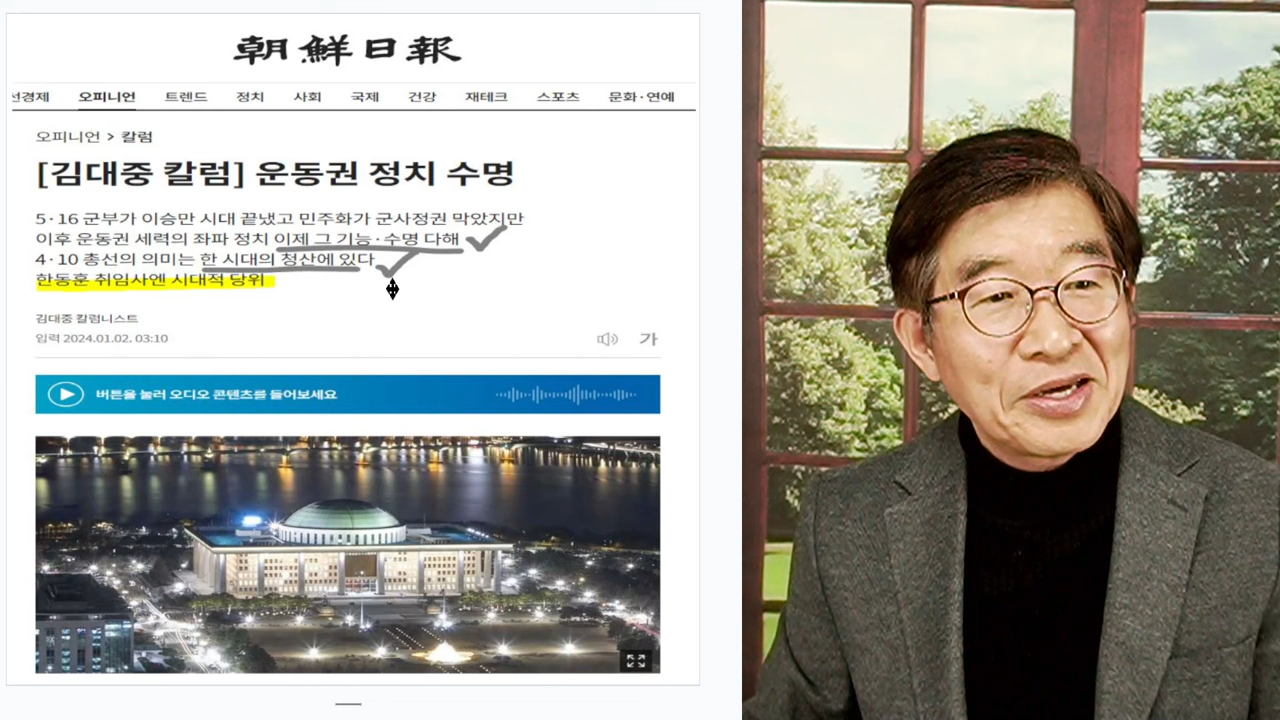 朝鮮日報
선경제 오피니언 트렌드 정치 사회 국제 건강 재테크 스포츠 문화·연예
오피니언 > 칼럼
[김대중 칼럼] 운동권 정치 수명
5·16 군부가 이승만 시대 끝냈고 민주화가 군사정권 막았지만
이후 운동권 세력의 좌파 정치 이제 그 기능·수명 다해
4·10 총선의 의미는 한 시대의 청산에 있다
한동훈 취임사엔 시대적 당위
김대중 칼럼니스트
입력 2024.01.02. 03:10
가
버튼을 눌러 오디오 콘텐츠를 들어보세요